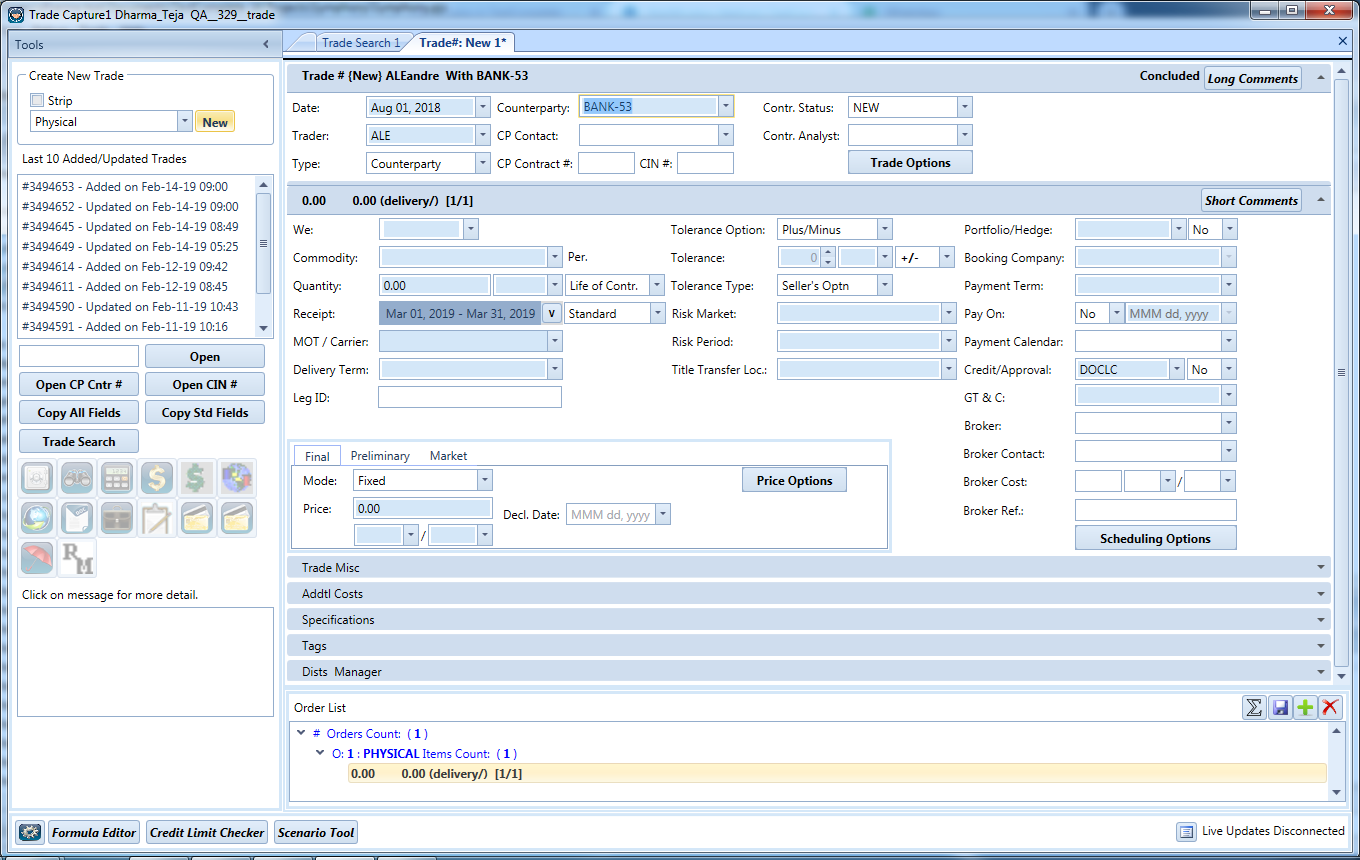 Trade Capture1 Dharma_Teja QA__329__trade
Tools
Trade Search 1
Trade#: New 1*
Create New Trade
Strip
Physical
New
Last 10 Added/Updated Trades
#3494653 - Added on Feb-14-19 09:00
#3494652 - Updated on Feb-14-19 09:00
#3494645 - Updated on Feb-14-19 08:49
#3494649 - Updated on Feb-14-19 05:25
#3494614 - Added on Feb-12-19 09:42
#3494611 - Added on Feb-12-19 08:45
#3494590 - Updated on Feb-11-19 10:43
#3494591 - Added on Feb-11-19 10:16
Open
Open CP Cntr # Open CIN #
Copy All Fields Copy Std Fields
Trade Search
RM
Click on message for more detail.
Trade # {New} ALEandre With BANK-53 Concluded Long Comments
Date: Aug 01, 2018 Counterparty: BANK-53 Contr. Status: NEW
Trader: ALE CP Contact: Contr. Analyst:
Type: Counterparty CP Contract #: CIN #: Trade Options
0.00 0.00 (delivery/) [1/1] Short Comments
We: Tolerance Option: Plus/Minus Portfolio/Hedge: No
Commodity: Per. Tolerance: 0 +/- Booking Company:
Quantity: 0.00 Life of Contr. Tolerance Type: Seller's Optn Payment Term:
Receipt: Mar 01, 2019 - Mar 31, 2019 v Standard Risk Market: Pay On: No MMM dd, yyyy
MOT / Carrier: Risk Period: Payment Calendar:
Delivery Term: Title Transfer Loc.: Credit/Approval: DOCLC No
Leg ID: GT & C:
Broker:
Final Preliminary Market Broker Contact:
Mode: Fixed Price Options Broker Cost: /
Price: 0.00 Decl. Date: MMM dd, yyyy Broker Ref.:
/ Scheduling Options
Trade Misc
Addtl Costs
Specifications
Tags
Dists Manager
Order List
# Orders Count: ( 1 )
O: 1 : PHYSICAL Items Count: ( 1 )
0.00 0.00 (delivery/) [1/1]
Formula Editor Credit Limit Checker Scenario Tool Live Updates Disconnected